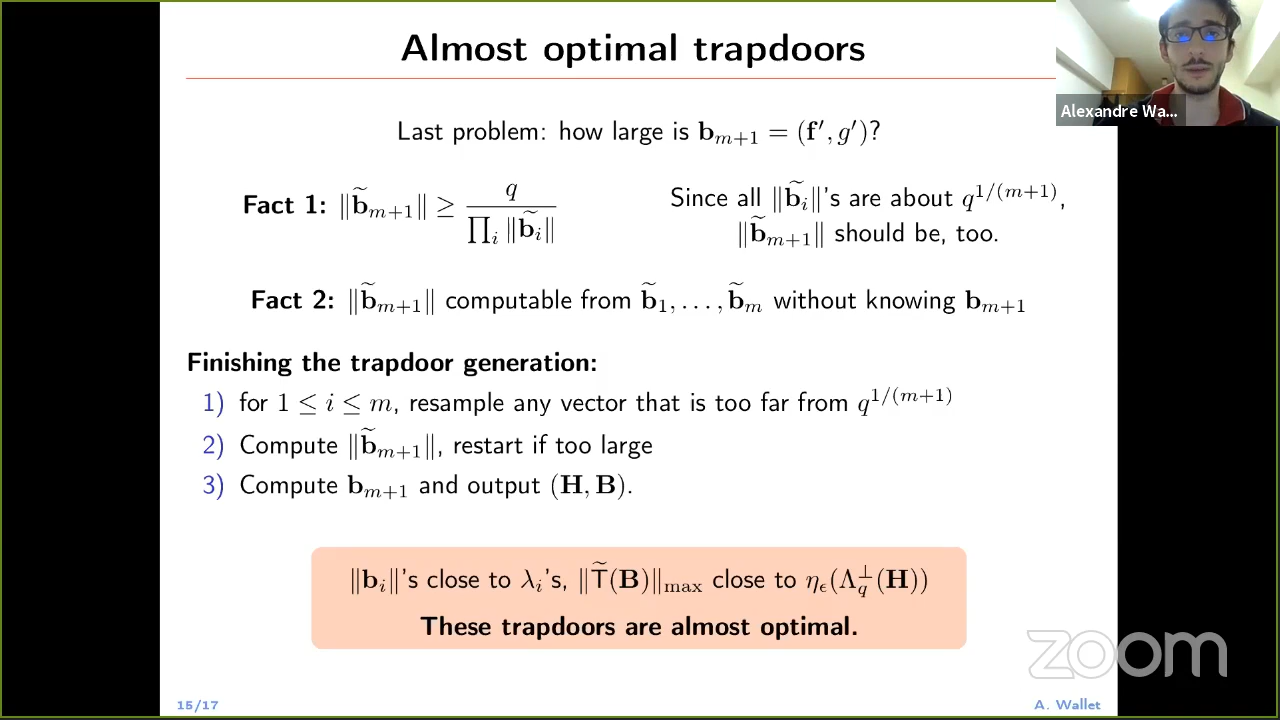 Almost optimal trapdoors
Alexandre Wa...
Last problem: how large is b_{m+1} = (f′, g′)?
Fact 1: ‖b̃_{m+1}‖ ≥ q / ∏_i ‖b̃_i‖
Since all ‖b̃_i‖'s are about q^{1/(m+1)},
‖b̃_{m+1}‖ should be, too.
Fact 2: ‖b̃_{m+1}‖ computable from b̃_1, . . . , b̃_m without knowing b_{m+1}
Finishing the trapdoor generation:
1) for 1 ≤ i ≤ m, resample any vector that is too far from q^{1/(m+1)}
2) Compute ‖b̃_{m+1}‖, restart if too large
3) Compute b_{m+1} and output (H, B).
‖b_i‖'s close to λ_i's, ‖T̃(B)‖_max close to η_ϵ(Λ_q^⊥(H))
These trapdoors are almost optimal.
zoom
15/17
A. Wallet